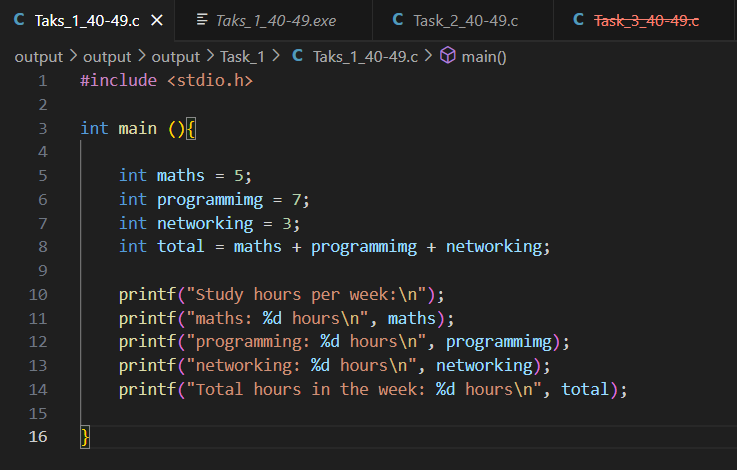 Taks_1_40-49.c
Taks_1_40-49.exe
Task_2_40-49.c
Task_3_40-49.c
output > output > output > Task_1 > C Taks_1_40-49.c > main()
1 #include <stdio.h>
2
3 int main (){
4
5     int maths = 5;
6     int programmimg = 7;
7     int networking = 3;
8     int total = maths + programmimg + networking;
9
10     printf("Study hours per week:\n");
11     printf("maths: %d hours\n", maths);
12     printf("programming: %d hours\n", programmimg);
13     printf("networking: %d hours\n", networking);
14     printf("Total hours in the week: %d hours\n", total);
15
16 }